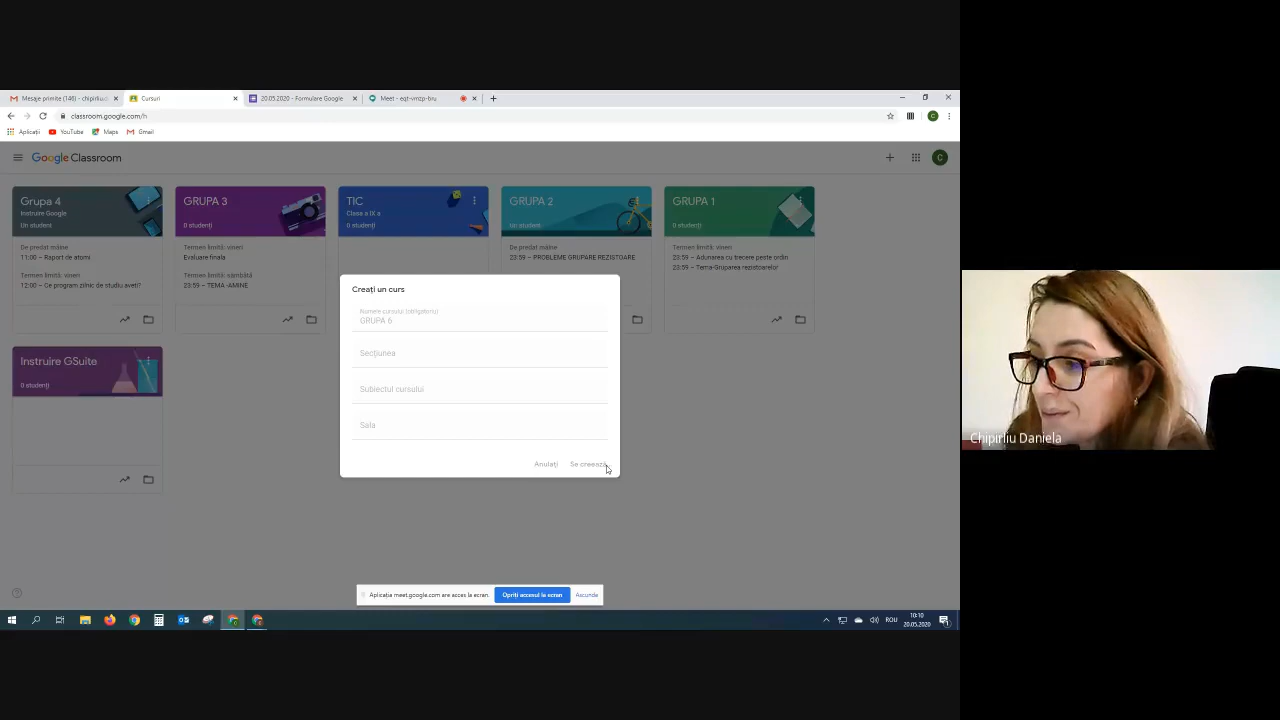 Mesaje primite (146) - chipirliu.d
Cursuri
20.05.2020 - Formulare Google
Meet - eqt-vmzp-bru
classroom.google.com/h
Aplicații
YouTube
Maps
Gmail
Google Classroom
C
C
Grupa 4
Instruire Google
Un student
De predat mâine
11:00 – Raport de atomi
Termen limită: vineri
12:00 – Ce program zilnic de studiu aveti?
GRUPA 3
0 studenți
Termen limită: vineri
Evaluare finala
Termen limită: sâmbătă
23:59 – TEMA -AMINE
TIC
Clasa a IX a
0 studenți
GRUPA 2
Un student
De predat mâine
23:59 – PROBLEME GRUPARE REZISTOARE
GRUPA 1
0 studenți
Termen limită: vineri
23:59 – Adunarea cu trecere peste ordin
23:59 – Tema-Gruparea rezistoarelor
Instruire GSuite
0 studenți
Creați un curs
Numele cursului (obligatoriu)
GRUPA 6
Secțiunea
Subiectul cursului
Sala
Anulați
Se creează
Aplicația meet.google.com are acces la ecran.
Opriți accesul la ecran
Ascunde
ROU
10:10
20.05.2020
Chipirliu Daniela